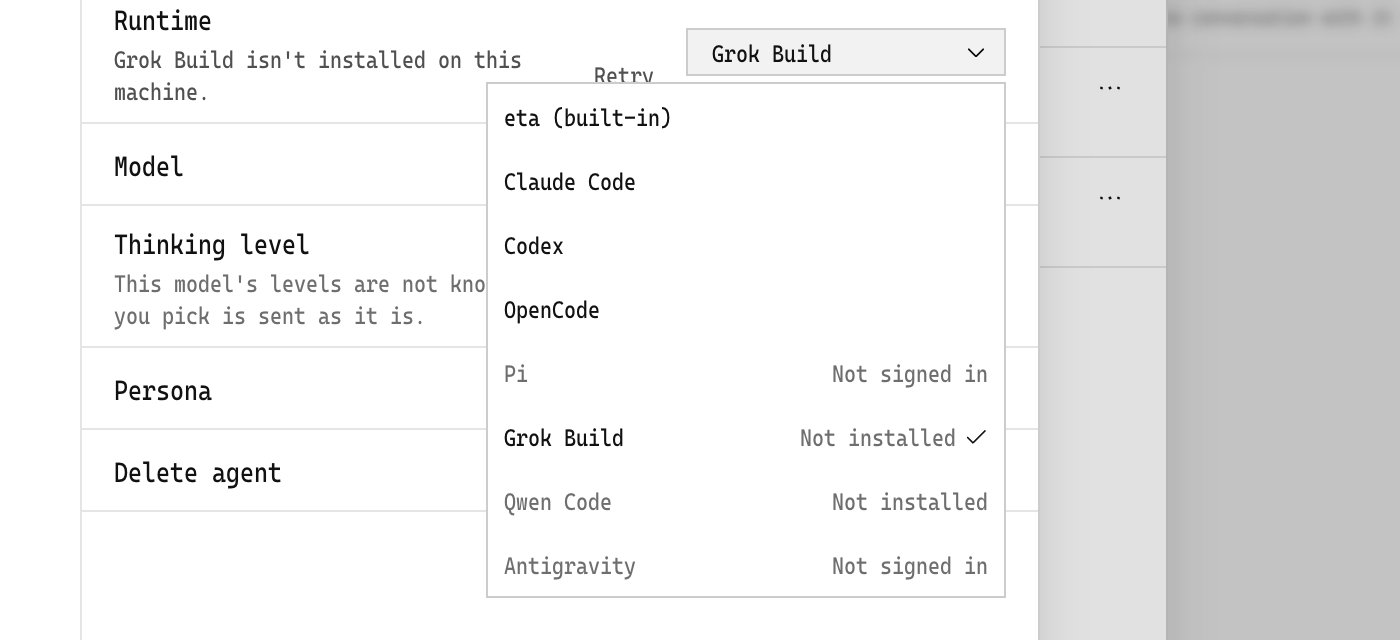 Runtime
Grok Build isn't installed on this
machine.
Retry
Grok Build
eta (built-in)
Claude Code
Codex
OpenCode
Pi Not signed in
Grok Build Not installed
Qwen Code Not installed
Antigravity Not signed in
Model
Thinking level
This model's levels are not
you pick is sent as it is.
Persona
Delete agent
...
...